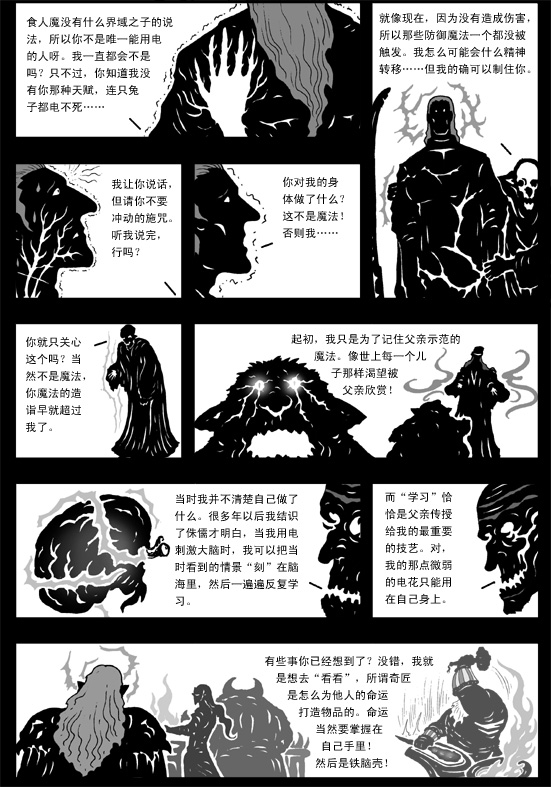 食人魔没有什么界域之子的说
法，所以你不是唯一能用电
的人呀。我一直都会不是
吗？只不过，你知道我没
有你那种天赋，连只兔
子都电不死……
就像现在，因为没有造成伤害，
所以那些防御魔法一个都没被
触发。我怎么可能会什么精神
转移……但我的确可以制住你。
我让你说话，
但请你不要
冲动的施咒。
听我说完，
行吗？
你对我的身
体做了什么？
这不是魔法！
否则我……
你就只关心
这个吗？当
然不是魔法，
你魔法的造
诣早就超过
我了。
起初，我只是为了记住父亲示范的
魔法。像世上每一个儿
子那样渴望被
父亲欣赏！
当时我并不清楚自己做了
什么。很多年以后我结识
了侏儒才明白，当我用电
刺激大脑时，我可以把当
时看到的情景“刻”在脑
海里，然后一遍遍反复学
习。
而“学习”恰
恰是父亲传授
给我的最重要
的技艺。对，
我的那点微弱
的电花只能用
在自己身上。
有些事你已经想到了？没错，我就
是想去“看看”，所谓奇匠
是怎么为他人的命运
打造物品的。命运
当然要掌握在
自己手里！
然后是铁脑壳！